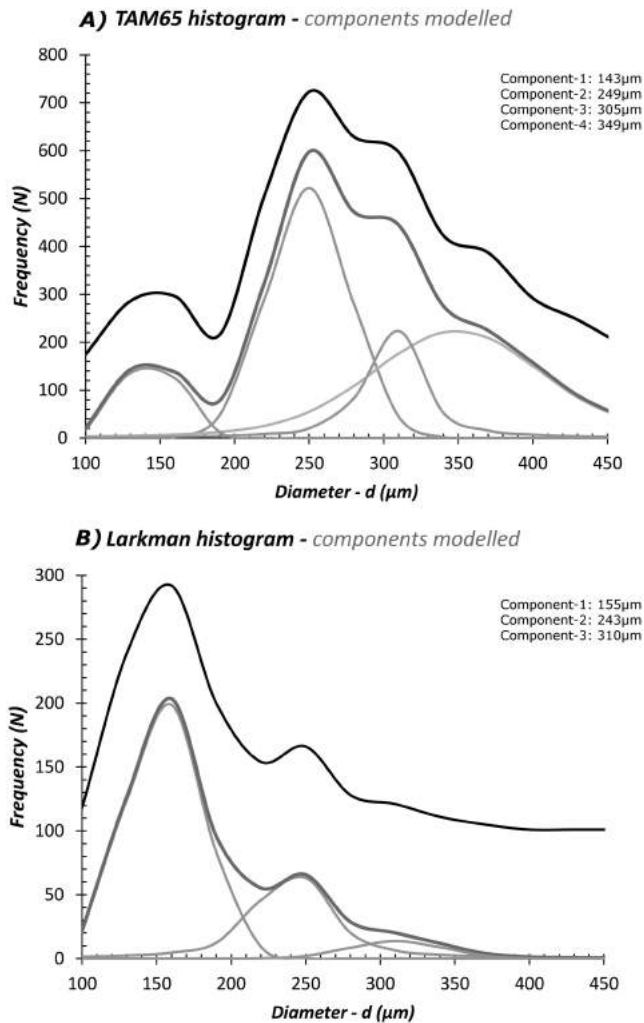 A) TAM65 histogram - components modelled
Component-1: 143µm
Component-2: 249µm
Component-3: 305µm
Component-4: 349µm
800
700
600
500
400
300
200
100
0
Frequency (N)
100 150 200 250 300 350 400 450
Diameter - d (µm)
B) Larkman histogram - components modelled
Component-1: 155µm
Component-2: 243µm
Component-3: 310µm
300
250
200
150
100
50
0
Frequency (N)
100 150 200 250 300 350 400 450
Diameter - d (µm)